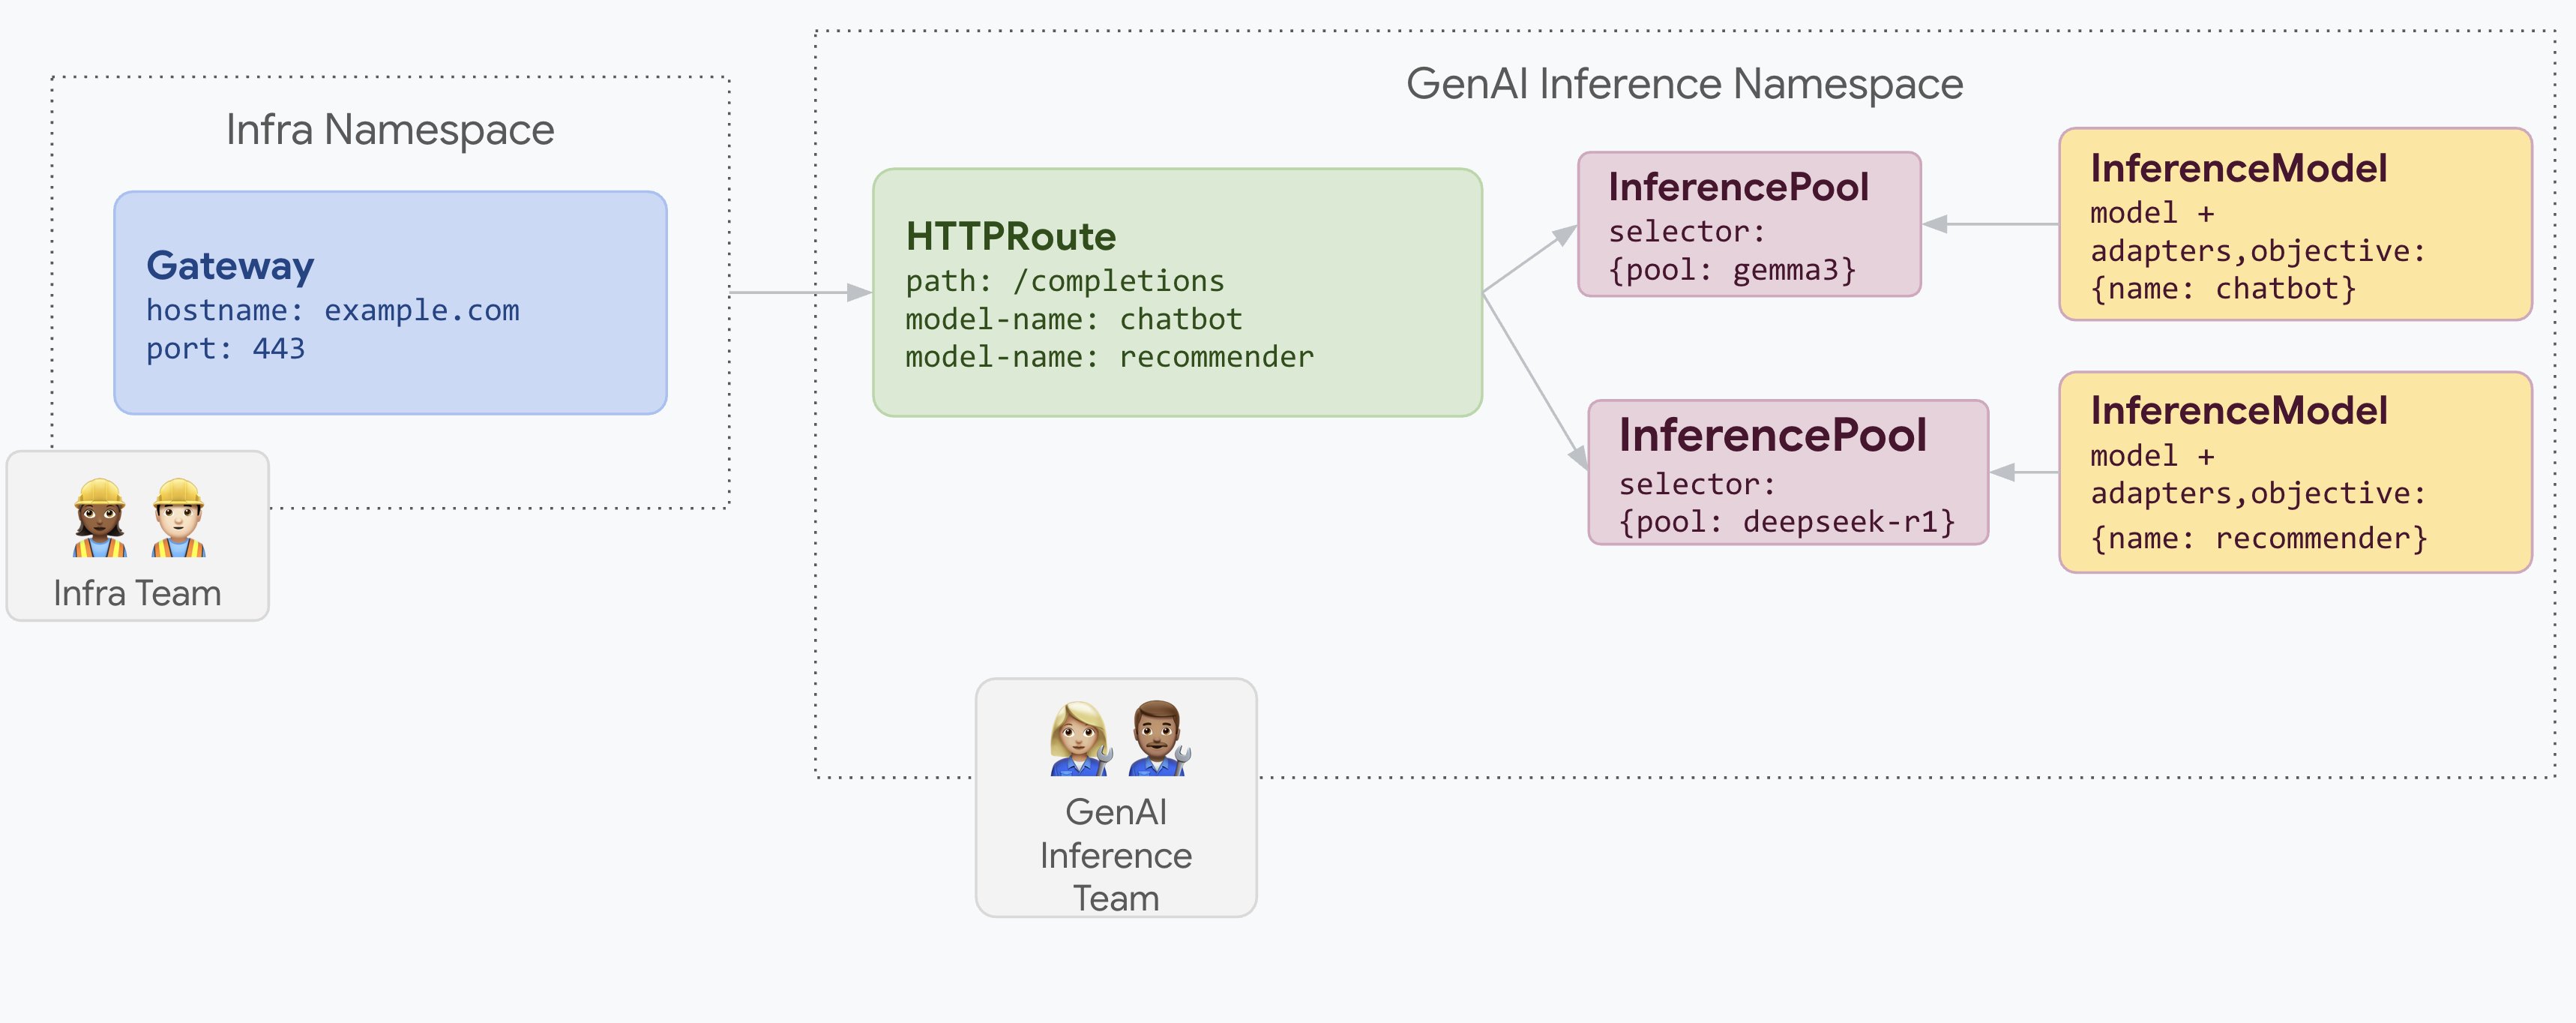 Infra Namespace
Gateway
hostname: example.com
port: 443
Infra Team
GenAI Inference Namespace
HTTPRoute
path: /completions
model-name: chatbot
model-name: recommender
InferencePool
selector:
{pool: gemma3}
InferenceModel
model +
adapters,objective:
{name: chatbot}
InferencePool
selector:
{pool: deepseek-r1}
InferenceModel
model +
adapters,objective:
{name: recommender}
GenAI
Inference
Team